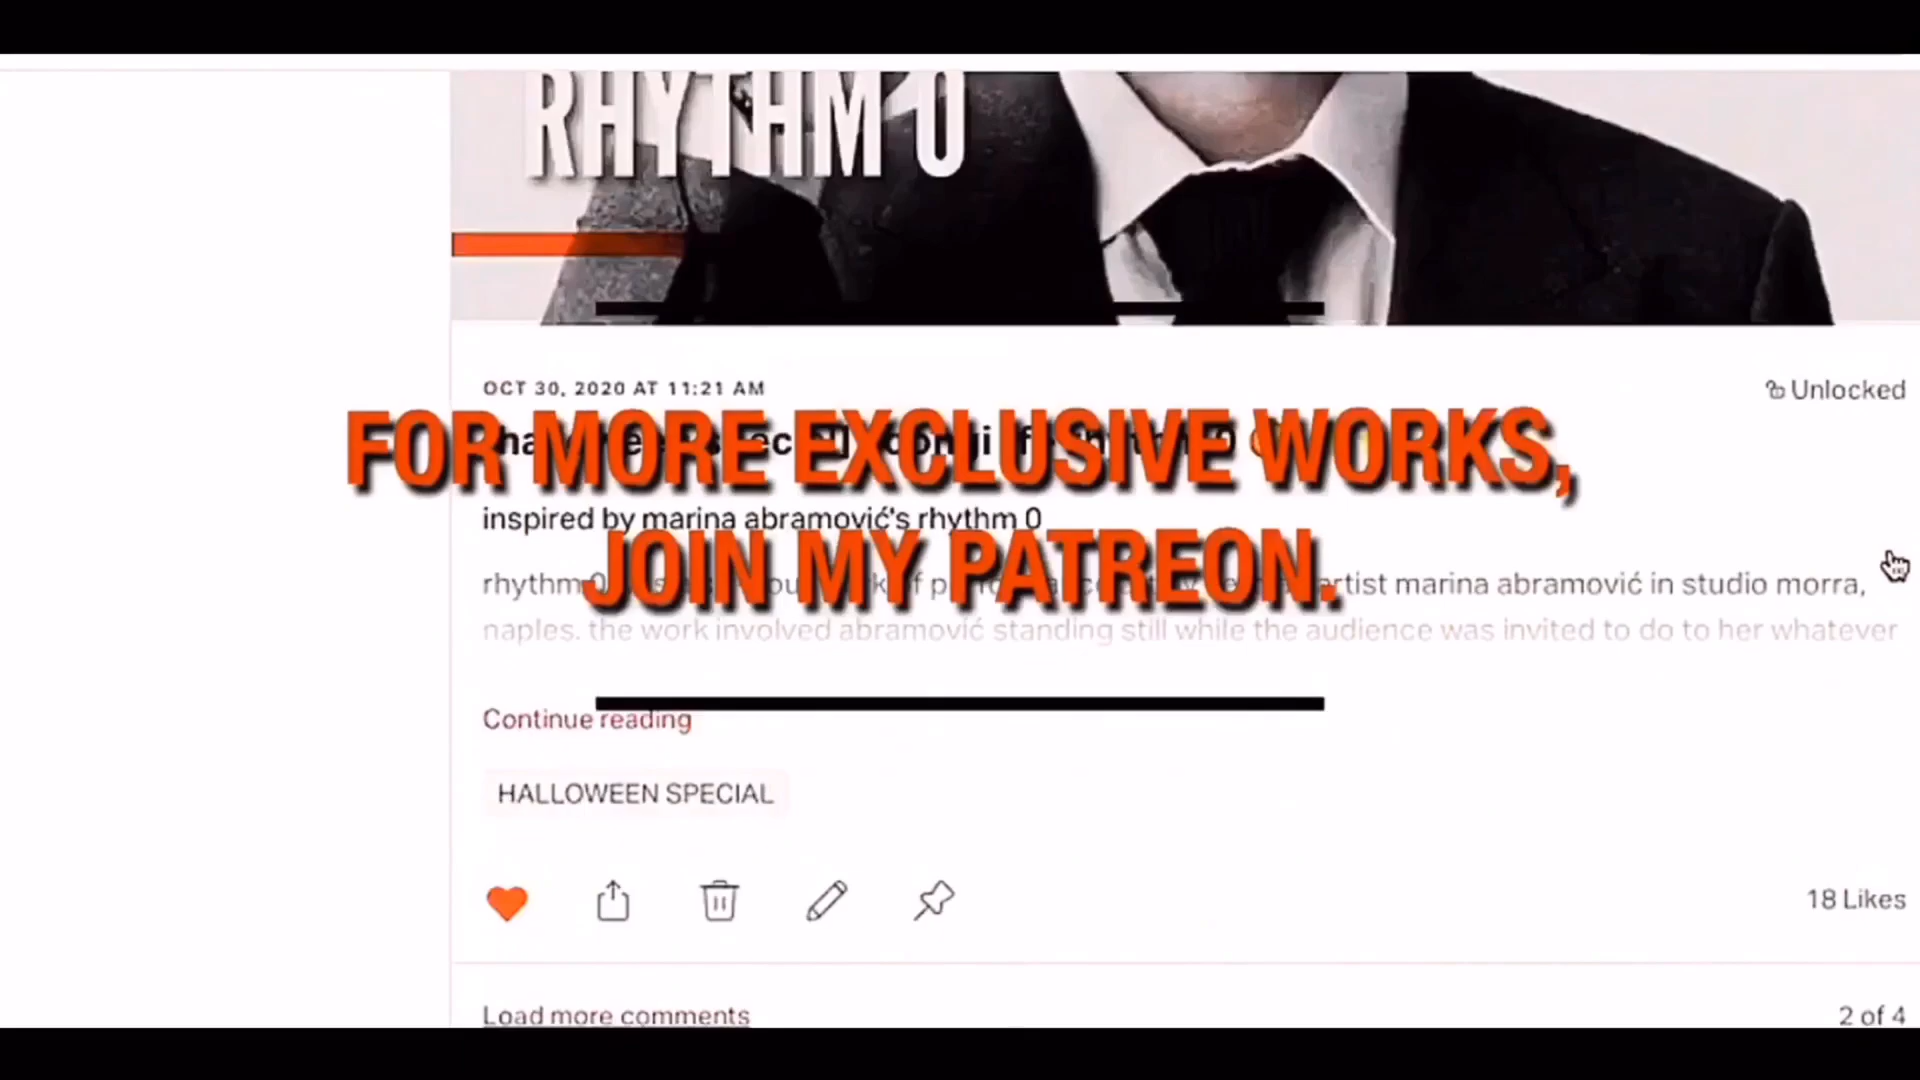 RHYTHM 0
OCT 30, 2020 AT 11:21 AM
Unlocked
FOR MORE EXCLUSIVE WORKS,
inspired by marina abramović's rhythm 0
JOIN MY PATREON.
rhythm artist marina abramović in studio morra,
naples. the work involved abramović standing still while the audience was invited to do to her whatever
Continue reading
HALLOWEEN SPECIAL
18 Likes
Load more comments
2 of 4